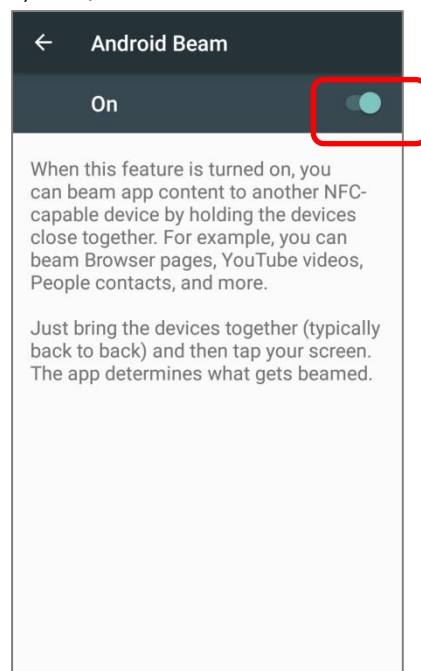 Android Beam
On
When this feature is turned on, you
can beam app content to another NFC-
capable device by holding the devices
close together. For example, you can
beam Browser pages, YouTube videos,
People contacts, and more.
Just bring the devices together (typically
back to back) and then tap your screen.
The app determines what gets beamed.